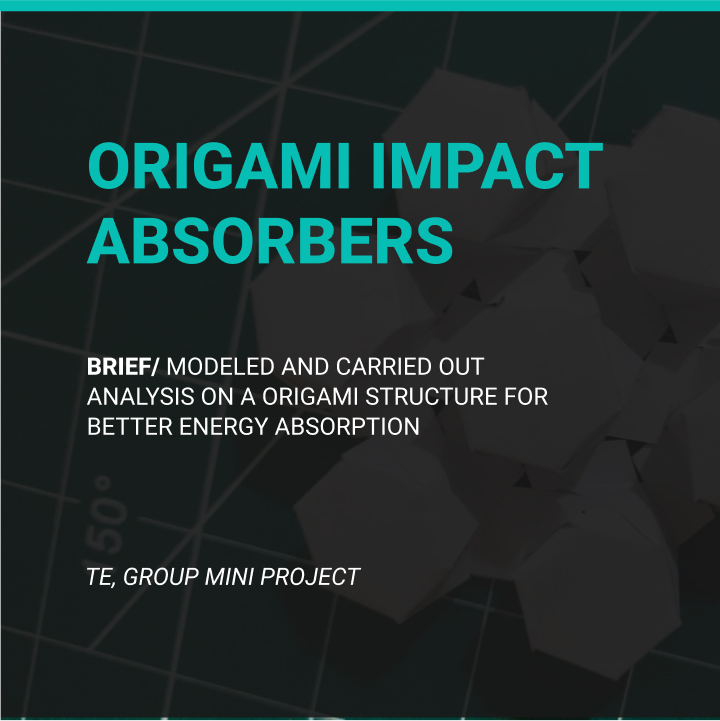 ORIGAMI IMPACT
ABSORBERS
BRIEF/ MODELED AND CARRIED OUT
ANALYSIS ON A ORIGAMI STRUCTURE FOR
BETTER ENERGY ABSORPTION
150°
TE, GROUP MINI PROJECT